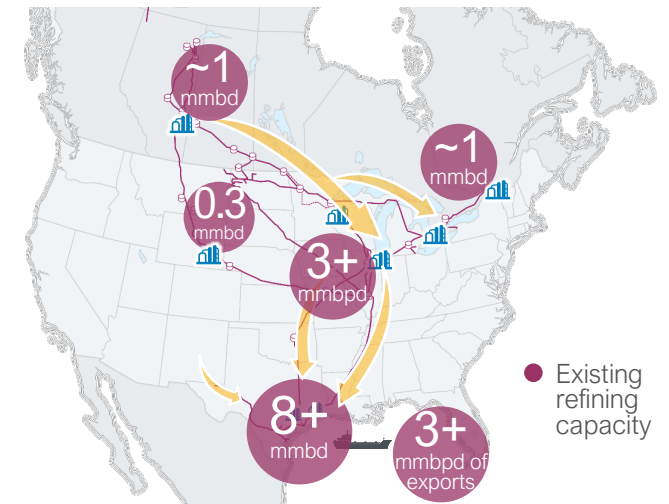 ~1
mmbd
~1
mmbd
0.3
mmbd
3+
mmbpd
8+
mmbd
3+
mmbpd of
exports
Existing
refining
capacity